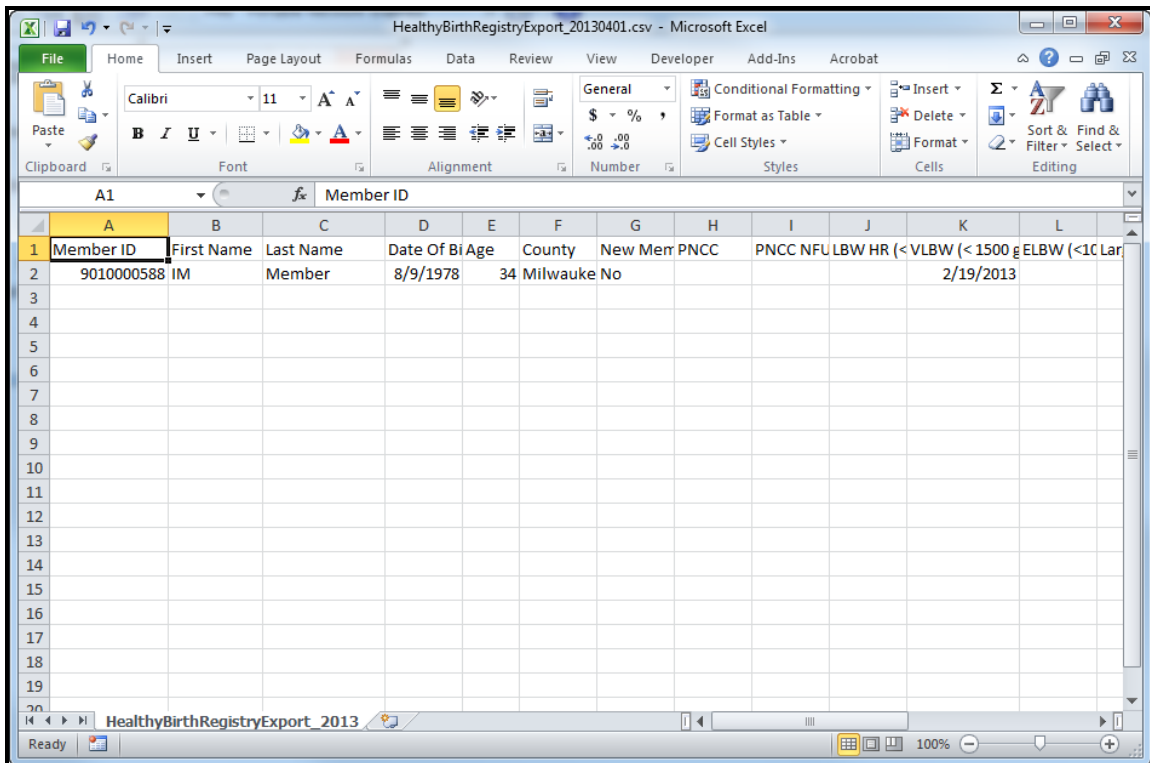 HealthyBirthRegistryExport_20130401.csv - Microsoft Excel
File Home Insert Page Layout Formulas Data Review View Developer Add-Ins Acrobat
Paste
Calibri 11
B I U
General
$ % ,
Conditional Formatting
Format as Table
Cell Styles
Insert
Delete
Format
Sort & Filter
Find & Select
Clipboard Font Alignment Number Styles Cells Editing
A1 fx Member ID
A B C D E F G H I J K L
1 Member ID First Name Last Name Date Of Bi Age County New Mem PNCC PNCC NFU LBW HR (< VLBW (< 1500 g ELBW (<10 Lar
2 9010000588 IM Member 8/9/1978 34 Milwauke No 2/19/2013
3
4
5
6
7
8
9
10
11
12
13
14
15
16
17
18
19
20
HealthyBirthRegistryExport_2013
Ready 100%